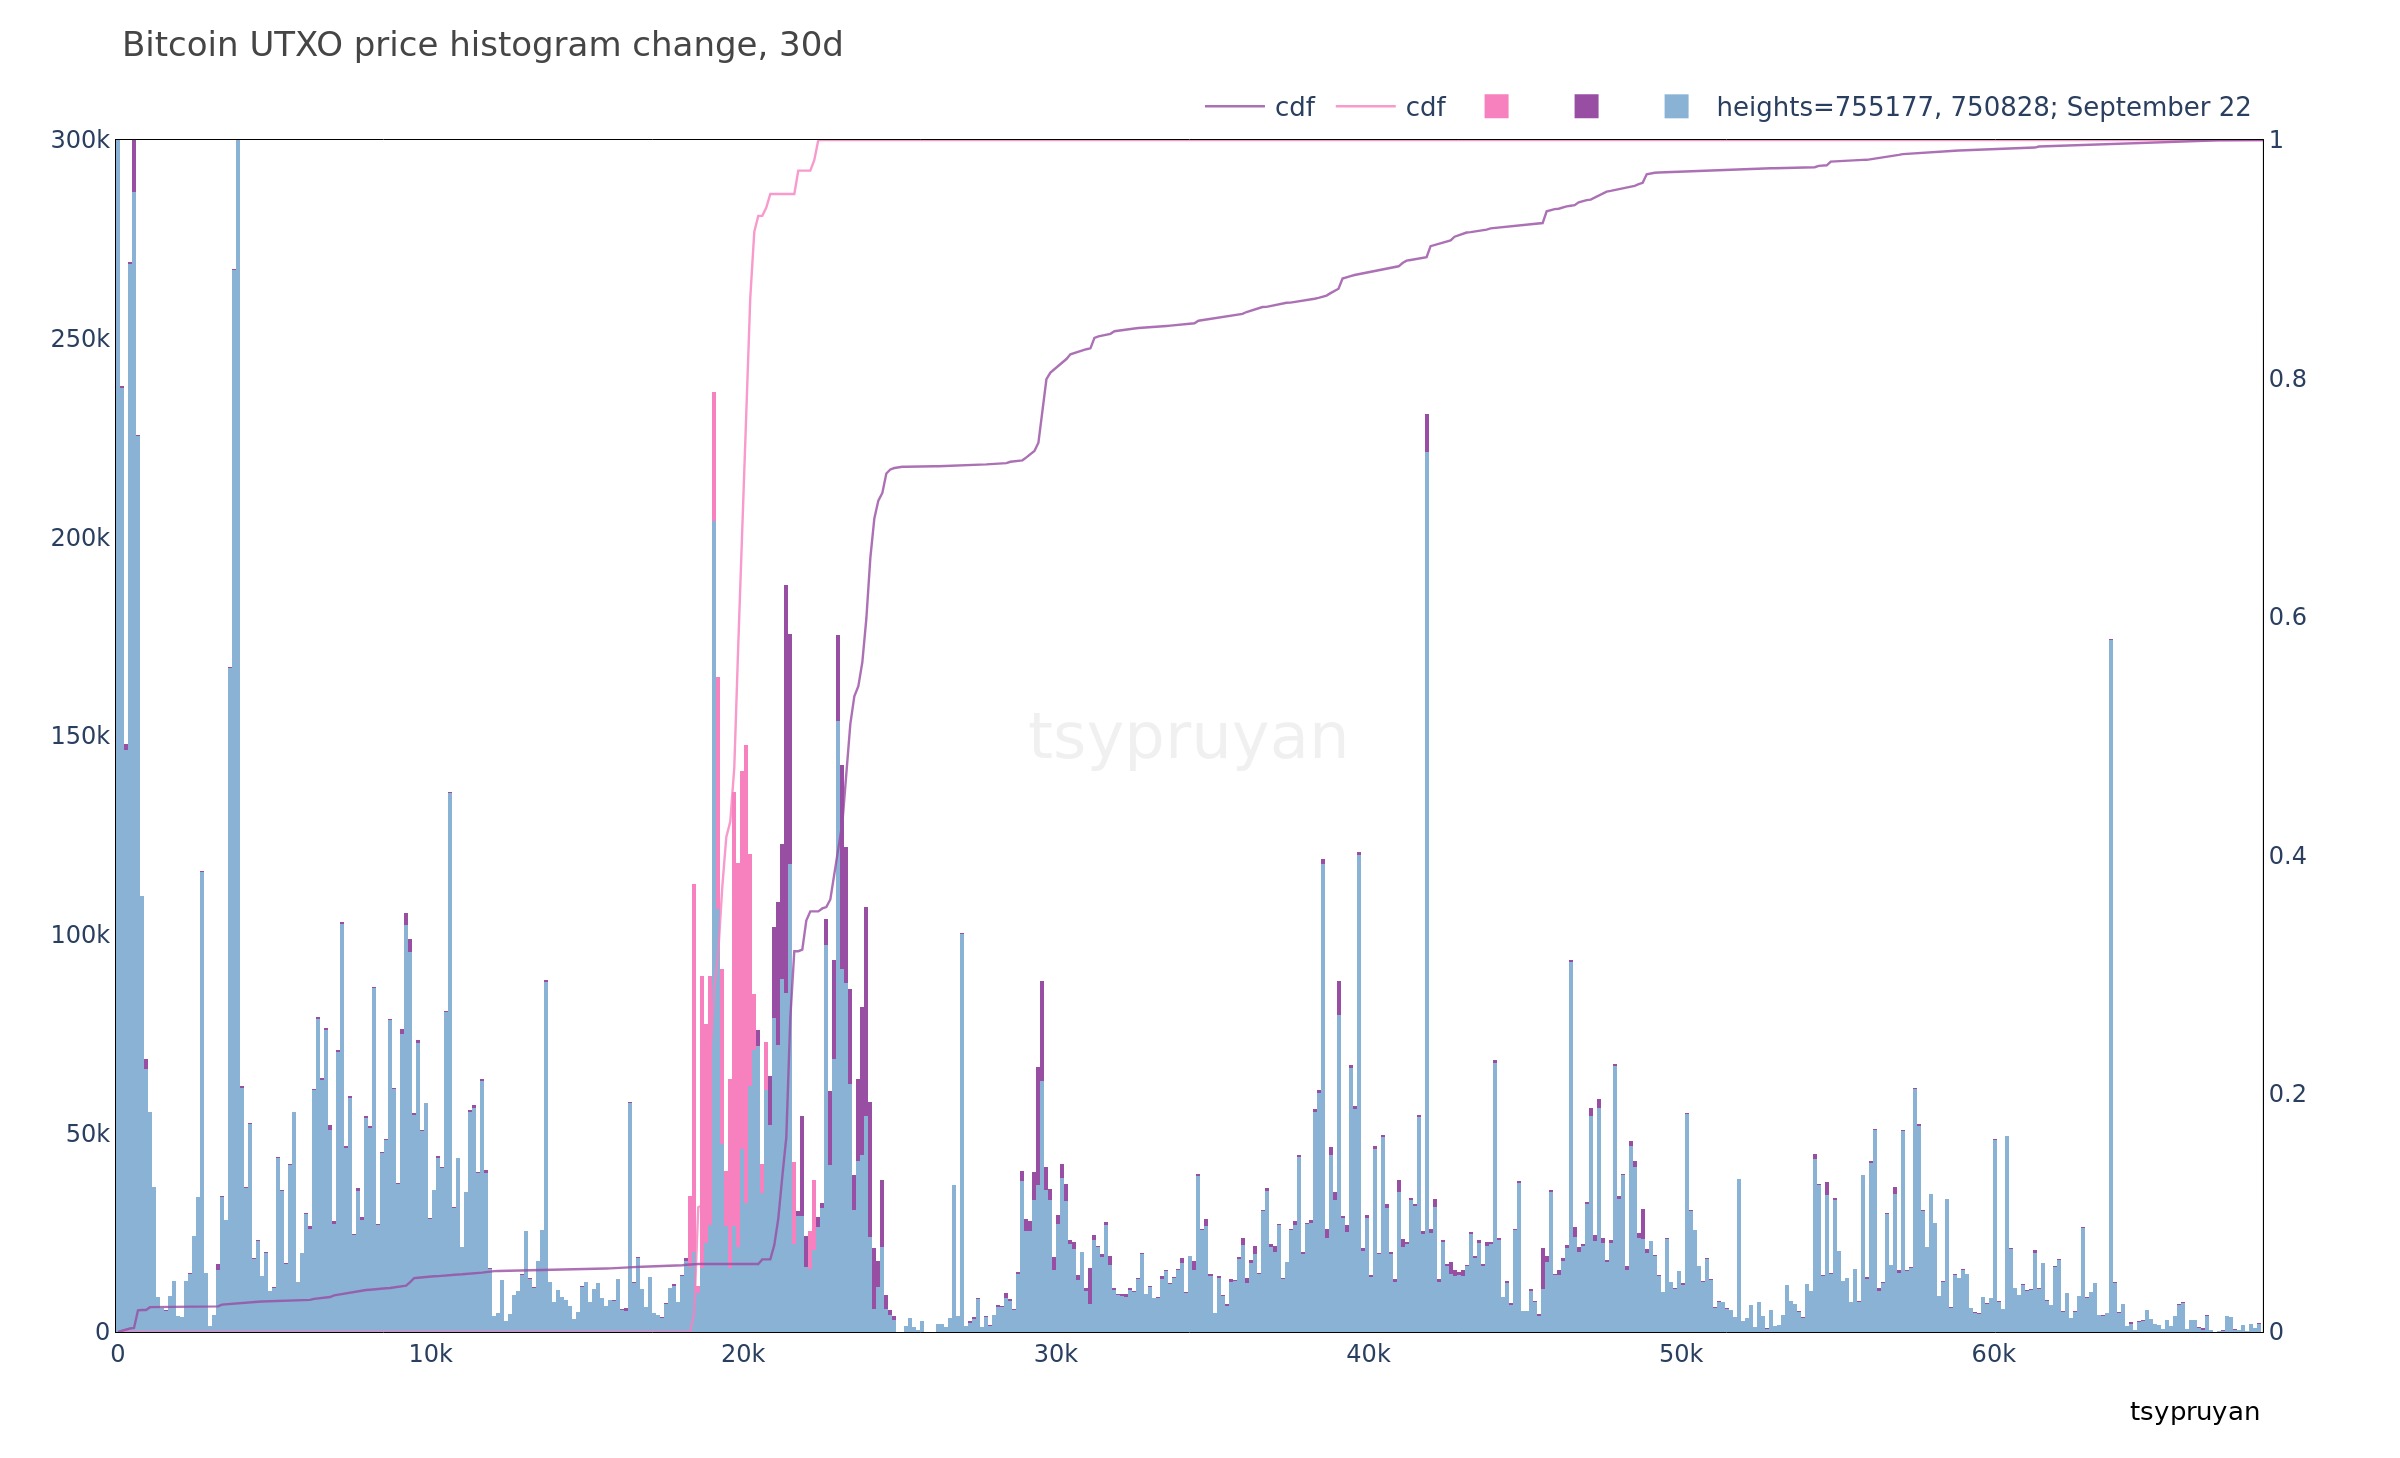 Bitcoin UTXO price histogram change, 30d
cdf cdf heights=755177, 750828; September 22
300k
250k
200k
150k
100k
50k
0
1
0.8
0.6
0.4
0.2
0
tsypruyan
0 10k 20k 30k 40k 50k 60k
tsypruyan